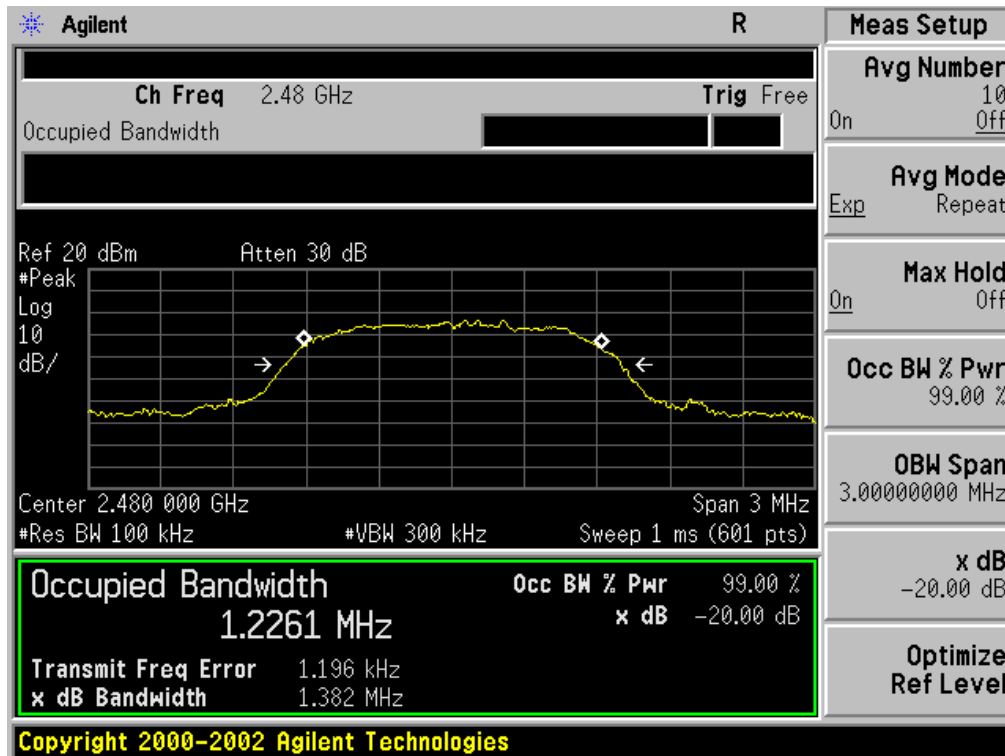 Agilent R Meas Setup
Ch Freq 2.48 GHz Trig Free
Occupied Bandwidth
Avg Number
10
On Off
Avg Mode
Exp Repeat
Max Hold
On Off
Occ BW % Pwr
99.00 %
OBW Span
3.00000000 MHz
x dB
-20.00 dB
Optimize
Ref Level
Ref 20 dBm Atten 30 dB
#Peak
Log
10
dB/
Center 2.480 000 GHz Span 3 MHz
#Res BW 100 kHz #VBW 300 kHz Sweep 1 ms (601 pts)
Occupied Bandwidth Occ BW % Pwr 99.00 %
1.2261 MHz x dB -20.00 dB
Transmit Freq Error 1.196 kHz
x dB Bandwidth 1.382 MHz
Copyright 2000-2002 Agilent Technologies